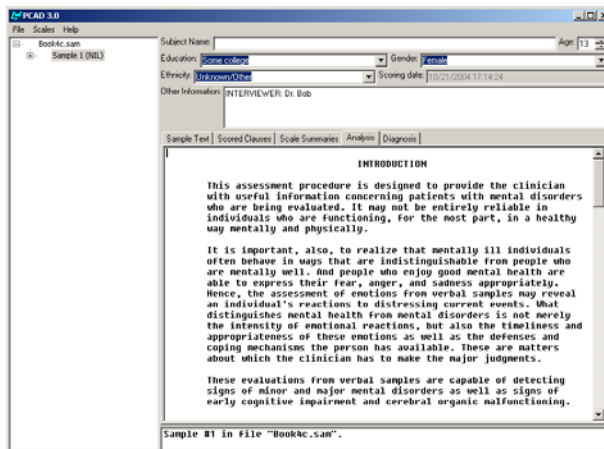 PCAD 3.0
File Scales Help
Book4c.sam
Sample 1 (NIL)
Subject Name:
Age: 13
Education: Some college
Gender: Female
Ethnicity: Unknown/Other
Scoring date: 10/21/2004 17:14:24
Other Information: INTERVIEWER: Dr. Bob
Sample Text Scored Clauses Scale Summaries Analysis Diagnosis
INTRODUCTION
This assessment procedure is designed to provide the clinician
with useful information concerning patients with mental disorders
who are being evaluated. It may not be entirely reliable in
individuals who are functioning, for the most part, in a healthy
way mentally and physically.
It is important, also, to realize that mentally ill individuals
often behave in ways that are indistinguishable from people who
are mentally well. And people who enjoy good mental health are
able to express their fear, anger, and sadness appropriately.
Hence, the assessment of emotions from verbal samples may reveal
an individual's reactions to distressing current events. What
distinguishes mental health from mental disorders is not merely
the intensity of emotional reactions, but also the timeliness and
appropriateness of these emotions as well as the defenses and
coping mechanisms the person has available. These are matters
about which the clinician has to make the major judgments.
These evaluations from verbal samples are capable of detecting
signs of minor and major mental disorders as well as signs of
early cognitive impairment and cerebral organic malfunctioning.
Sample #1 in file "Book4c.sam".